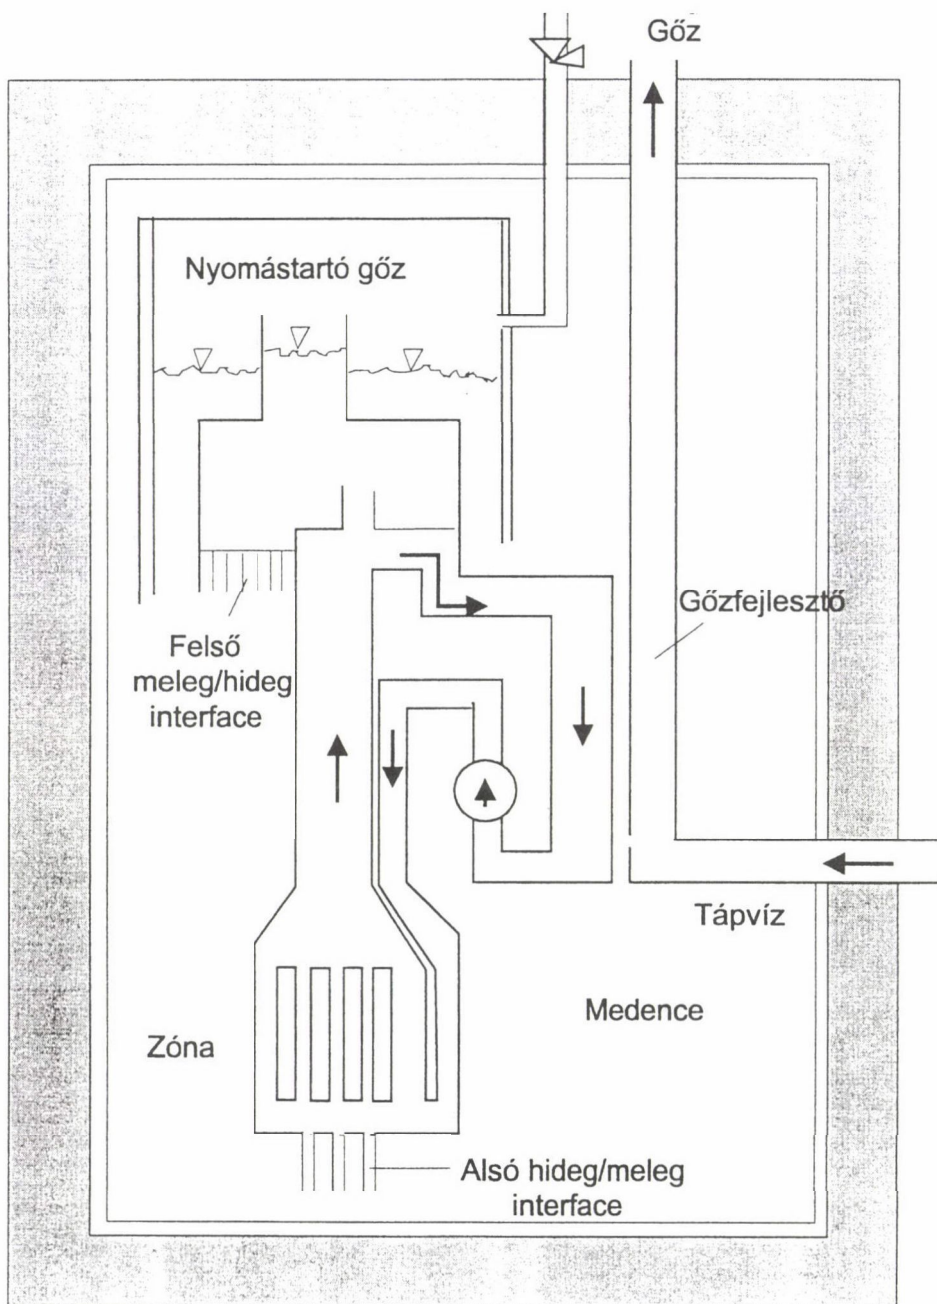 Gőz
Nyomástartó gőz
Gőzfejlesztő
Felső
meleg/hideg
interface
Tápvíz
Medence
Zóna
Alsó hideg/meleg
interface